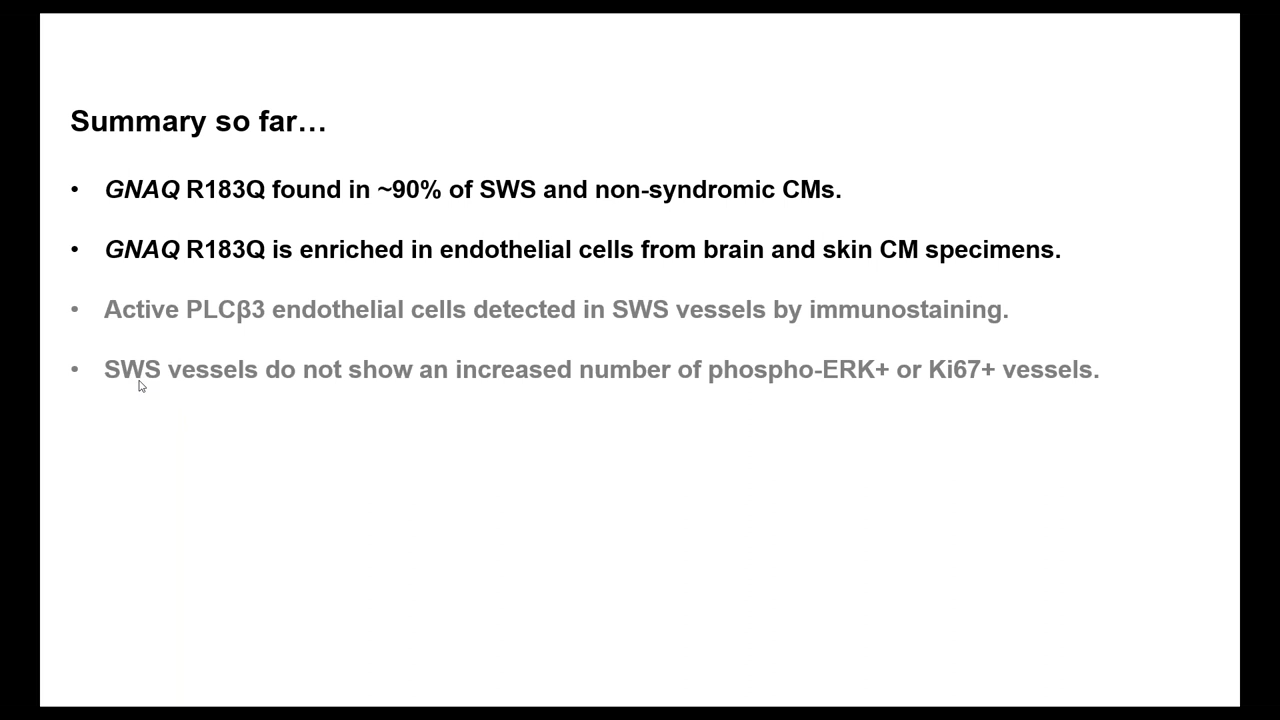 Summary so far…
• GNAQ R183Q found in ~90% of SWS and non-syndromic CMs.
• GNAQ R183Q is enriched in endothelial cells from brain and skin CM specimens.
• Active PLCβ3 endothelial cells detected in SWS vessels by immunostaining.
• SWS vessels do not show an increased number of phospho-ERK+ or Ki67+ vessels.